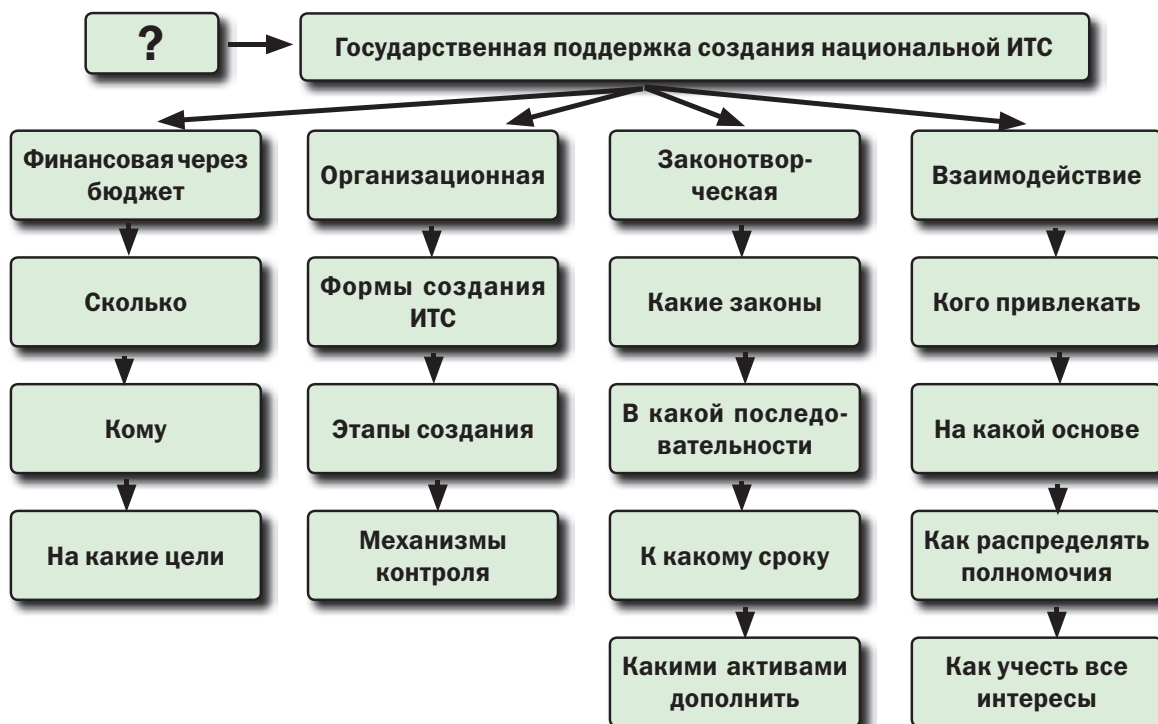 ?
Государственная поддержка создания национальной ИТС
Финансовая через
бюджет
Организационная
Законотвор-
ческая
Взаимодействие
Сколько
Формы создания
ИТС
Какие законы
Кого привлекать
Кому
Этапы создания
В какой последо-
вательности
На какой основе
На какие цели
Механизмы
контроля
К какому сроку
Как распределять
полномочия
Какими активами
дополнить
Как учесть все
интересы